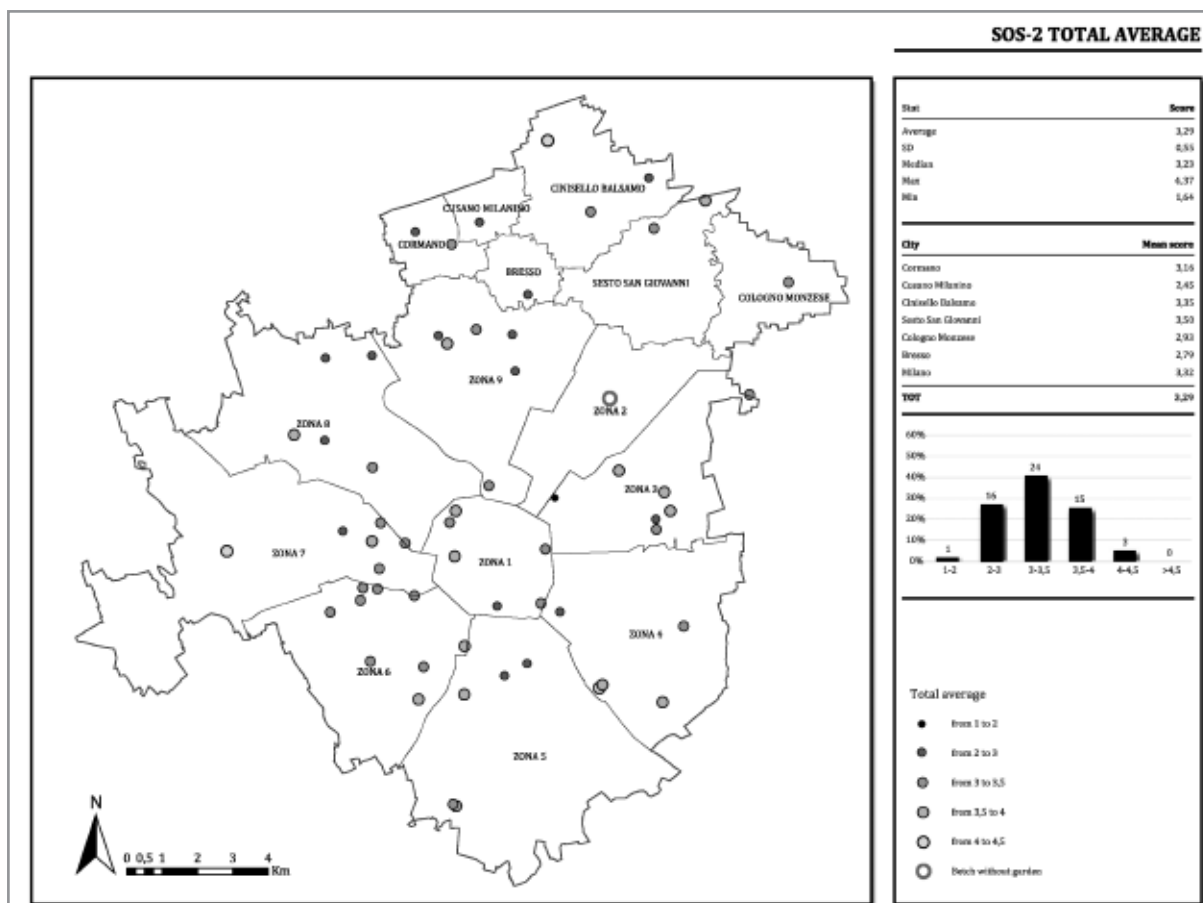 SOS-2 TOTAL AVERAGE
CINISELLO BALSAMO
CUSANO MILANINO
CORMANO
BRESSO
SESTO SAN GIOVANNI
COLOGNO MONZESE
ZONA 9
ZONA 2
ZONA 8
ZONA 3
ZONA 7
ZONA 1
ZONA 4
ZONA 6
ZONA 5
N
0 0,5 1 2 3 4
Km
Stat Score
Average 3,29
SD 0,55
Median 3,23
Max 4,37
Min 1,64
City Mean score
Cormano 3,16
Cusano Milanino 2,45
Cinisello Balsamo 3,35
Sesto San Giovanni 3,50
Cologno Monzese 2,93
Bresso 2,79
Milano 3,32
TOT 3,29
60%
50%
40%
30%
20%
10%
0%
1 16 24 15 3 0
1-2 2-3 3-3,5 3,5-4 4-4,5 >4,5
Total average
from 1 to 2
from 2 to 3
from 3 to 3,5
from 3,5 to 4
from 4 to 4,5
without garden